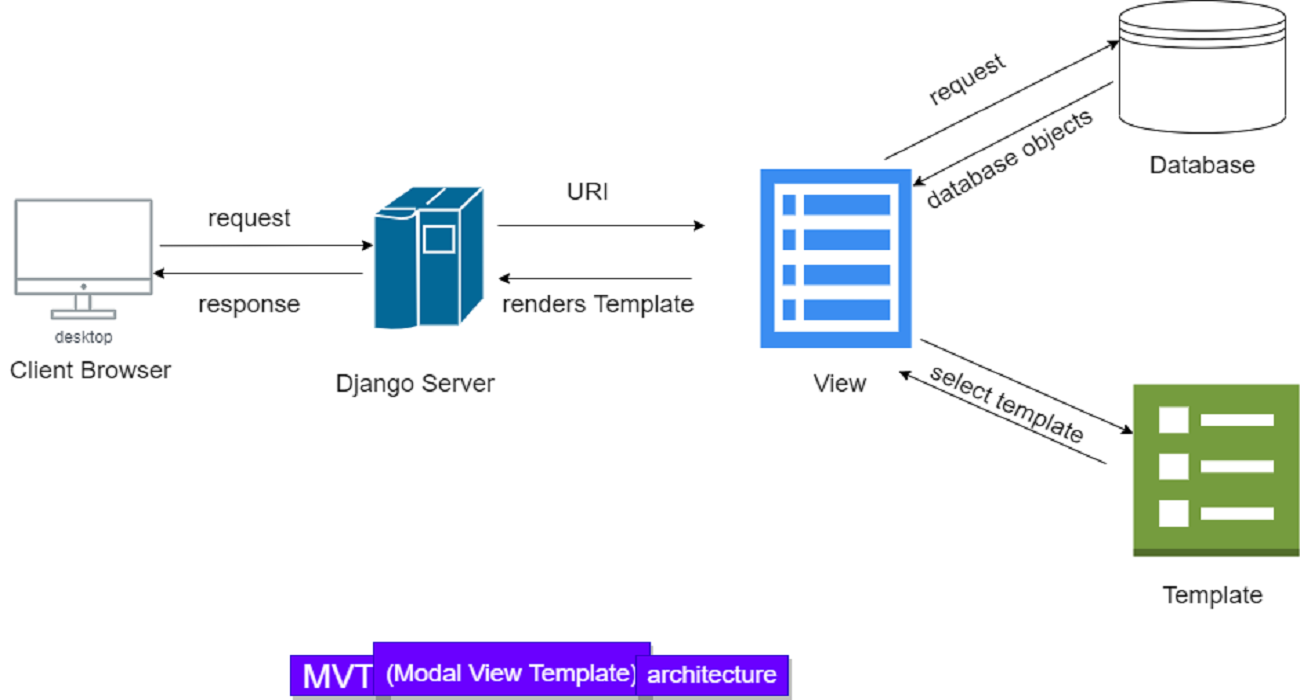 request
response
desktop
Client Browser
Django Server
URI
renders Template
View
request
database objects
Database
select template
Template
MVT (Modal View Template) architecture